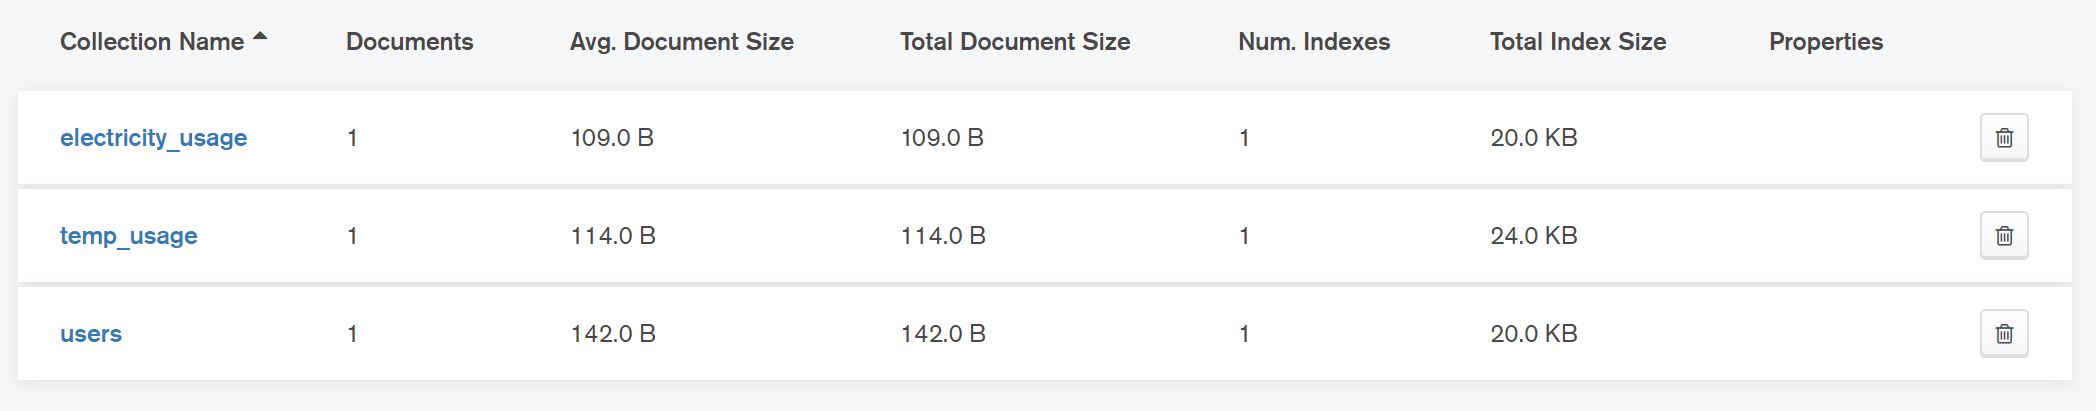 Collection Name Documents Avg. Document Size Total Document Size Num. Indexes Total Index Size Properties
electricity_usage 1 109.0 B 109.0 B 1 20.0 KB
temp_usage 1 114.0 B 114.0 B 1 24.0 KB
users 1 142.0 B 142.0 B 1 20.0 KB